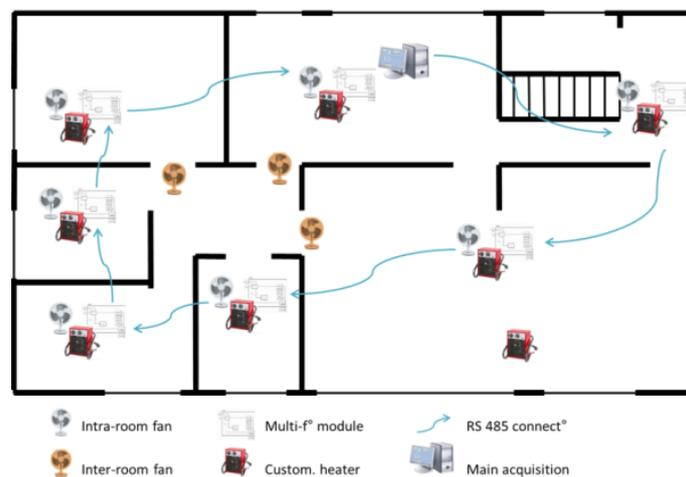 Intra-room fan
Multi-f° module
RS 485 connect°
Inter-room fan
Custom. heater
Main acquisition